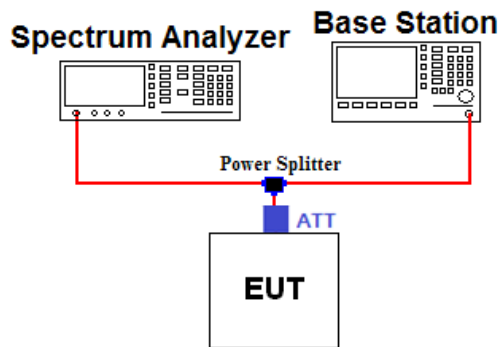 Spectrum Analyzer
Base Station
Power Splitter
ATT
EUT